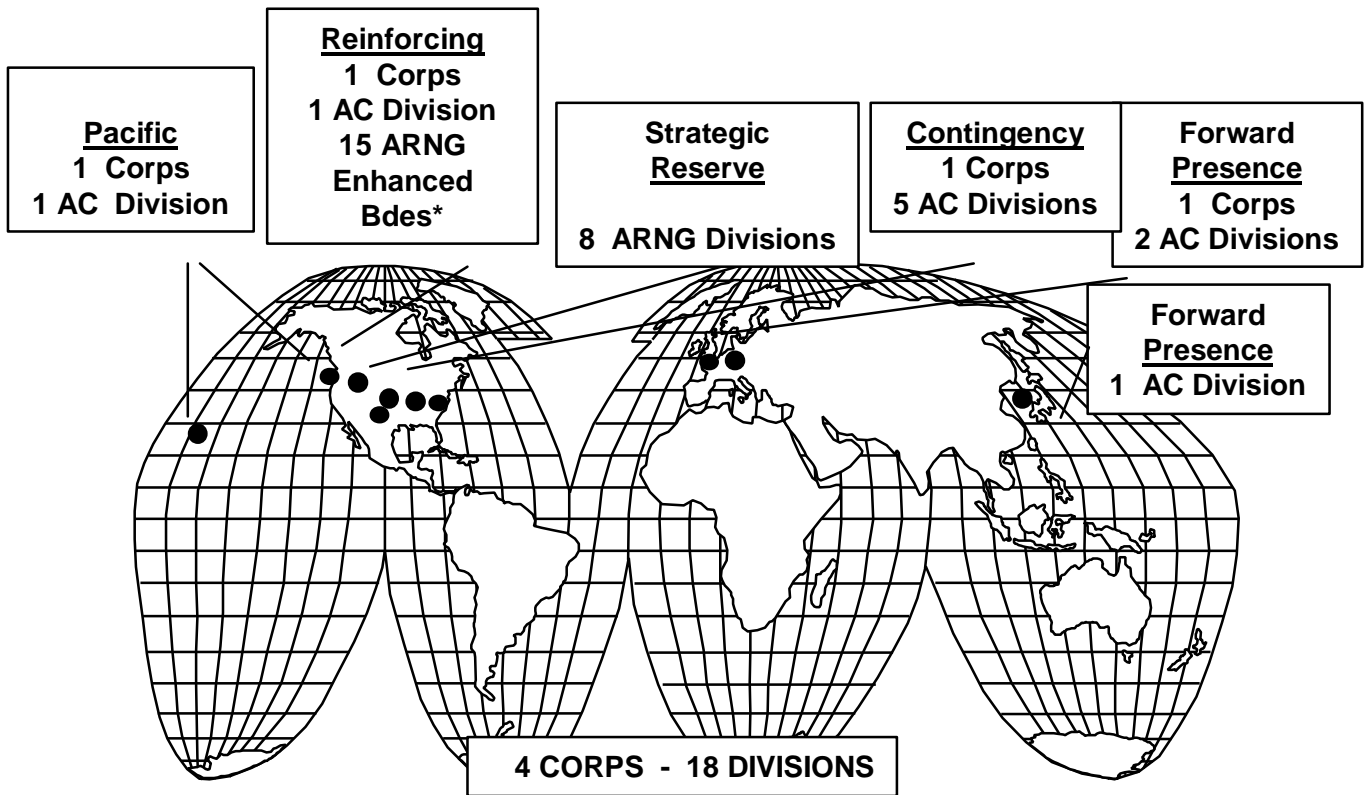 Pacific
1 Corps
1 AC Division
Reinforcing
1 Corps
1 AC Division
15 ARNG
Enhanced
Bdes*
Strategic
Reserve
8 ARNG Divisions
Contingency
1 Corps
5 AC Divisions
Forward
Presence
1 Corps
2 AC Divisions
Forward
Presence
1 AC Division
4 CORPS - 18 DIVISIONS